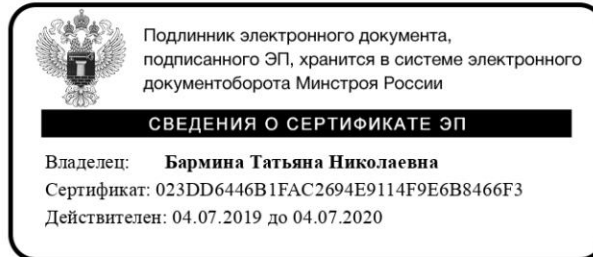 Подлинник электронного документа,
подписанного ЭП, хранится в системе электронного
документоборота Минстроя России
СВЕДЕНИЯ О СЕРТИФИКАТЕ ЭП
Владелец: Бармина Татьяна Николаевна
Сертификат: 023DD6446B1FAC2694E9114F9E6B8466F3
Действителен: 04.07.2019 до 04.07.2020